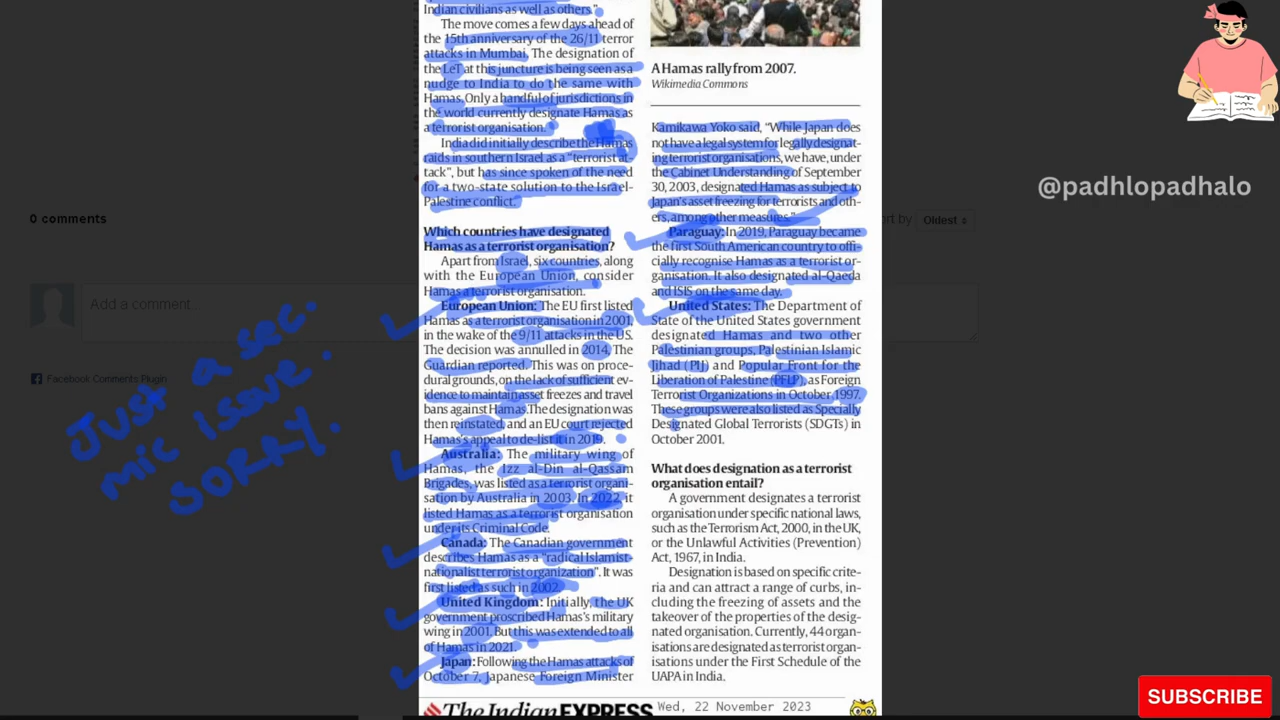 Indian civilians as well as others."
The move comes a few days ahead of
the 15th anniversary of the 26/11 terror
attacks in Mumbai. The designation of
the LeT at this juncture is being seen as a
nudge to India to do the same with
Hamas. Only a handful of jurisdictions in
the world currently designate Hamas as
a terrorist organisation.
India did initially describe the Hamas
raids in southern Israel as a "terrorist at-
tack", but has since spoken of the need
for a two-state solution to the Israel-
Palestine conflict.
Which countries have designated
Hamas as a terrorist organisation?
Apart from Israel, six countries, along
with the European Union, consider
Hamas a terrorist organisation.
European Union: The EU first listed
Hamas as a terrorist organisation in 2001,
in the wake of the 9/11 attacks in the US.
The decision was annulled in 2014, The
Guardian reported. This was on proce-
dural grounds, on the lack of sufficient ev-
idence to maintain asset freezes and travel
bans against Hamas. The designation was
then reinstated, and an EU court rejected
Hamas's appeal to de-list it in 2019.
Australia: The military wing of
Hamas, the Izz al-Din al-Qassam
Brigades, was listed as a terrorist organi-
sation by Australia in 2003. In 2022, it
listed Hamas as a terrorist organisation
under its Criminal Code.
Canada: The Canadian government
describes Hamas as a "radical Islamist-
nationalist terrorist organization". It was
first listed as such in 2002.
United Kingdom: Initially, the UK
government proscribed Hamas's military
wing in 2001. But this was extended to all
of Hamas in 2021.
Japan: Following the Hamas attacks of
October 7, Japanese Foreign Minister
A Hamas rally from 2007.
Wikimedia Commons
Kamikawa Yoko said, "While Japan does
not have a legal system for legally designat-
ing terrorist organisations, we have, under
the Cabinet Understanding of September
30, 2003, designated Hamas as subject to
Japan's asset freezing for terrorists and oth-
ers, among other measures."
Paraguay: In 2019, Paraguay became
the first South American country to offi-
cially recognise Hamas as a terrorist or-
ganisation. It also designated al-Qaeda
and ISIS on the same day.
United States: The Department of
State of the United States government
designated Hamas and two other
Palestinian groups, Palestinian Islamic
Jihad (PIJ) and Popular Front for the
Liberation of Palestine (PFLP), as Foreign
Terrorist Organizations in October 1997.
These groups were also listed as Specially
Designated Global Terrorists (SDGTs) in
October 2001.
What does designation as a terrorist
organisation entail?
A government designates a terrorist
organisation under specific national laws,
such as the Terrorism Act, 2000, in the UK,
or the Unlawful Activities (Prevention)
Act, 1967, in India.
Designation is based on specific crite-
ria and can attract a range of curbs, in-
cluding the freezing of assets and the
takeover of the properties of the desig-
nated organisation. Currently, 44 organ-
isations are designated as terrorist organ-
isations under the First Schedule of the
UAPA in India.
The Indian EXPRESS
Wed, 22 November 2023
0 comments
Add a comment...
Facebook Comments Plugin
Oldest
@padhlopadhalo
SUBSCRIBE